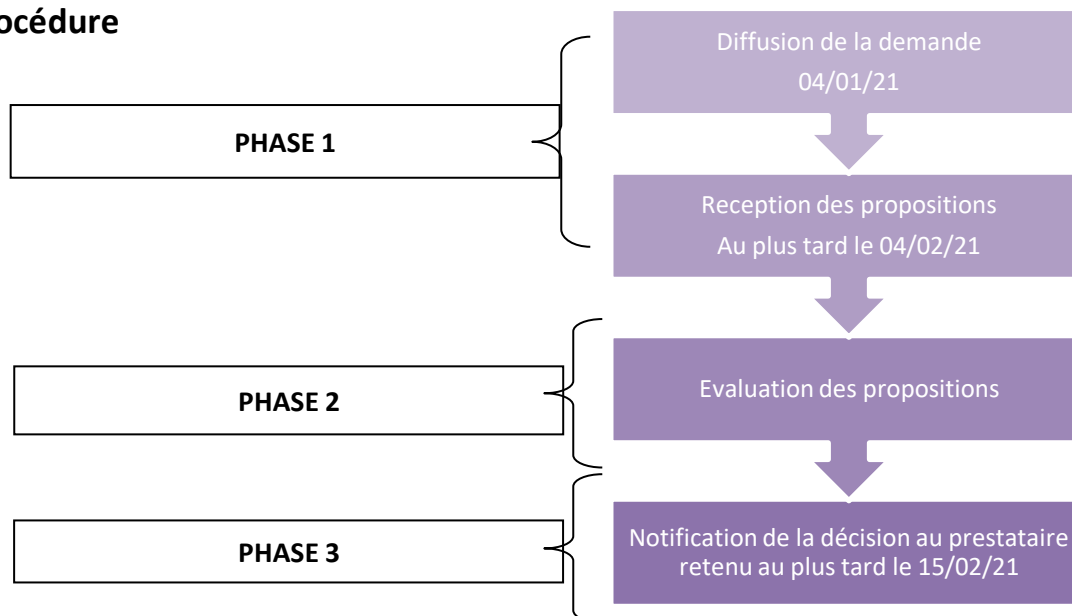 océdure
PHASE 1
Diffusion de la demande
04/01/21
Reception des propositions
Au plus tard le 04/02/21
PHASE 2
Evaluation des propositions
PHASE 3
Notification de la décision au prestataire
retenu au plus tard le 15/02/21